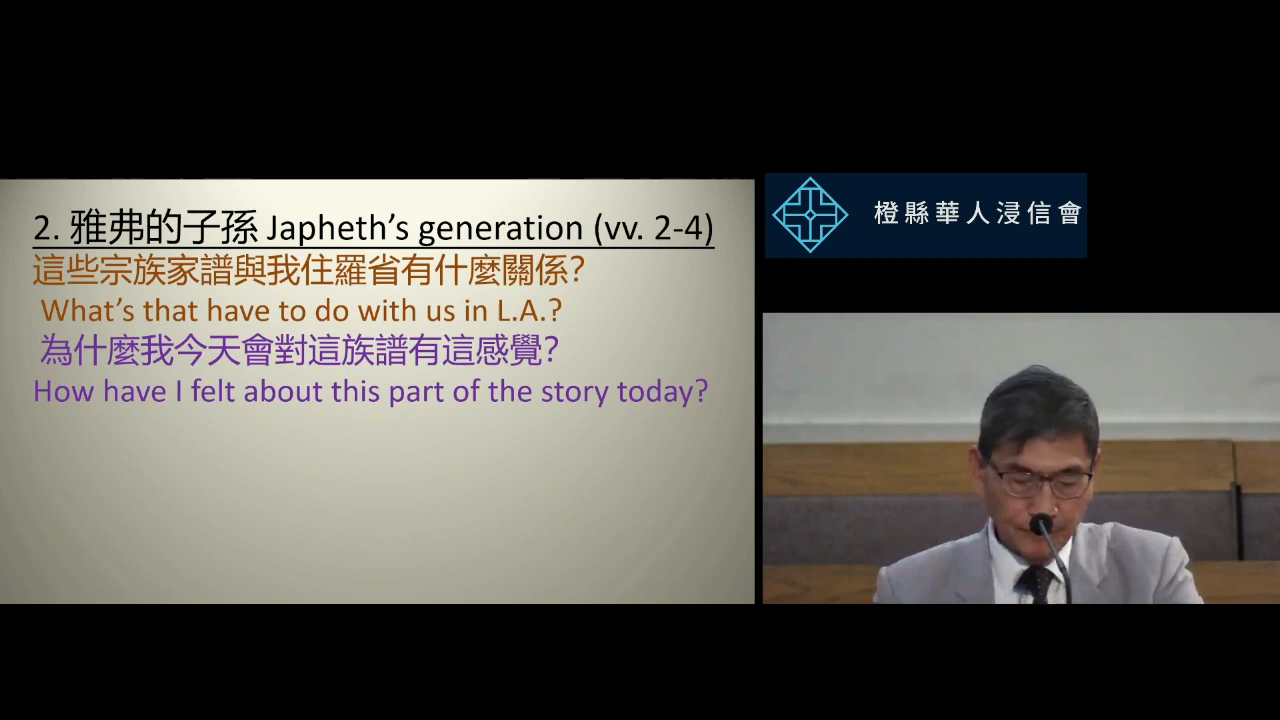 2. 雅弗的子孫 Japheth’s generation (vv. 2-4)
這些宗族家譜與我住羅省有什麼關係?
What’s that have to do with us in L.A.?
為什麼我今天會對這族譜有這感覺?
How have I felt about this part of the story today?
橙縣華人浸信會